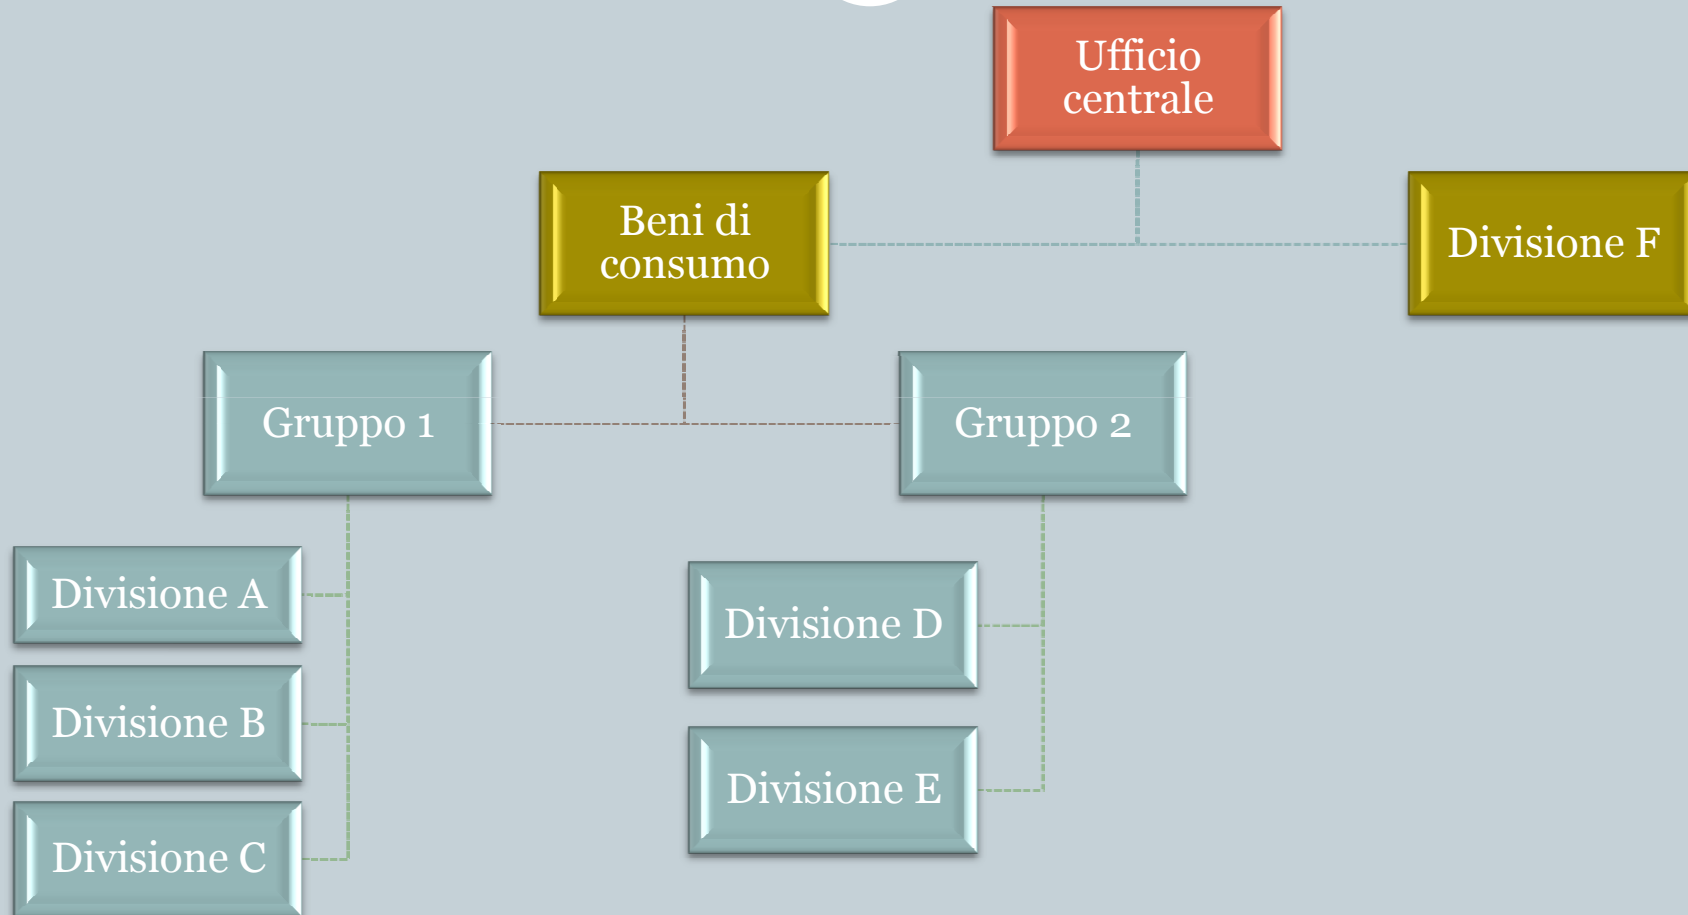 Ufficio
centrale
Beni di
consumo
Divisione F
Gruppo 1
Gruppo 2
Divisione A
Divisione B
Divisione C
Divisione D
Divisione E